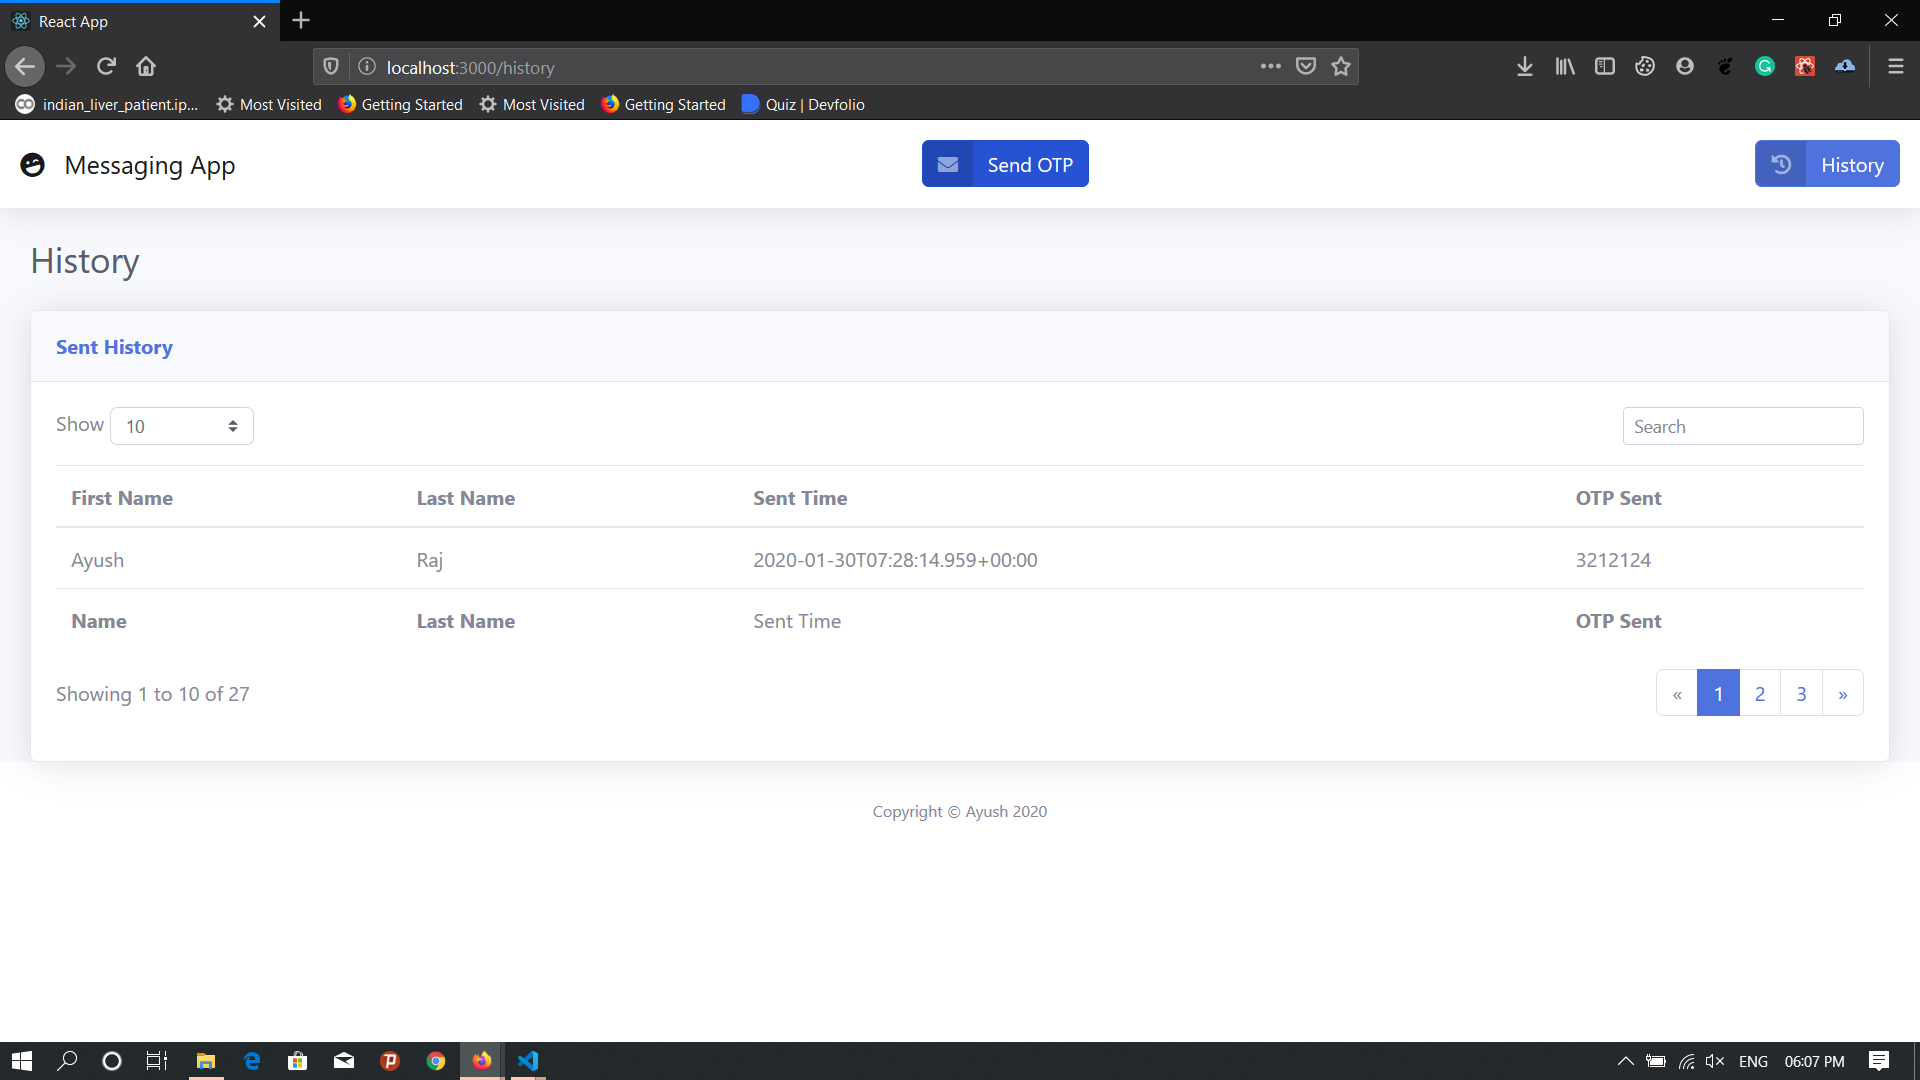 React App
localhost:3000/history
indian_liver_patient.ip... Most Visited Getting Started Most Visited Getting Started Quiz | Devfolio
Messaging App Send OTP History
History
Sent History
Show 10 Search
First Name Last Name Sent Time OTP Sent
Ayush Raj 2020-01-30T07:28:14.959+00:00 3212124
Name Last Name Sent Time OTP Sent
Showing 1 to 10 of 27 « 1 2 3 »
Copyright © Ayush 2020
ENG 06:07 PM